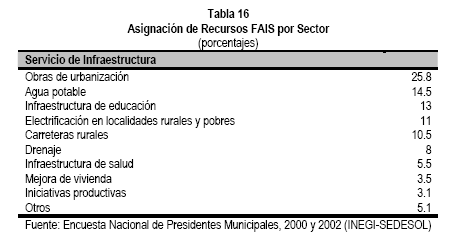 Tabla 16
Asignación de Recursos FAIS por Sector
(porcentajes)
Servicio de Infraestructura
Obras de urbanización 25.8
Agua potable 14.5
Infraestructura de educación 13
Electrificación en localidades rurales y pobres 11
Carreteras rurales 10.5
Drenaje 8
Infraestructura de salud 5.5
Mejora de vivienda 3.5
Iniciativas productivas 3.1
Otros 5.1
Fuente: Encuesta Nacional de Presidentes Municipales, 2000 y 2002 (INEGI-SEDESOL)